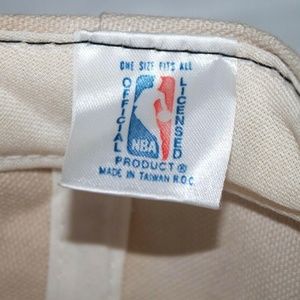 ONE SIZE FITS ALL
OFFICIAL
LICENSED
NBA
PRODUCT ®
MADE IN TAIWAN R.O.C.